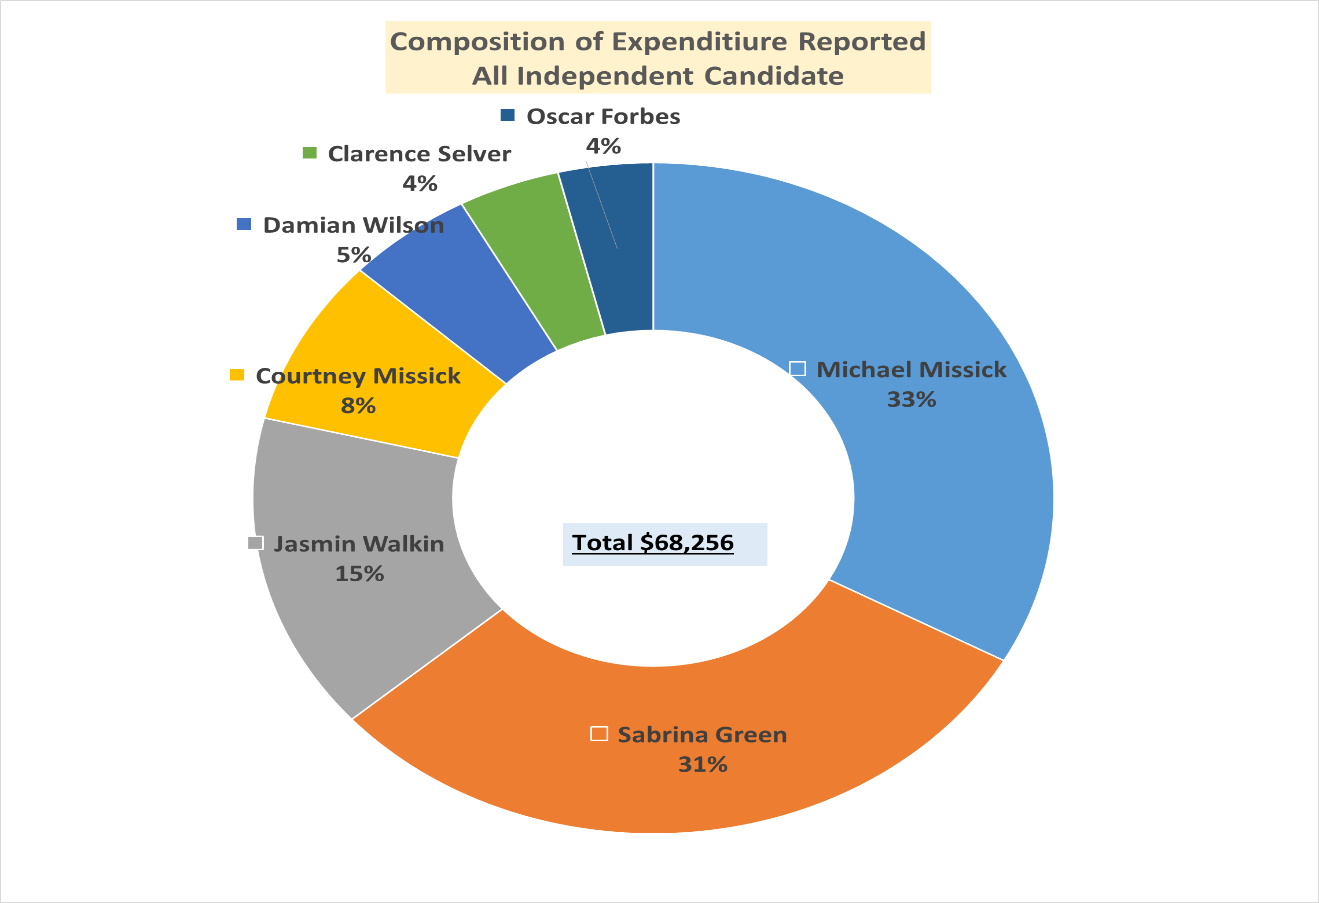 Composition of Expenditiure Reported
All Independent Candidate
Oscar Forbes
4%
Clarence Selver
4%
Damian Wilson
5%
Courtney Missick
8%
Michael Missick
33%
Jasmin Walkin
15%
Total $68,256
Sabrina Green
31%